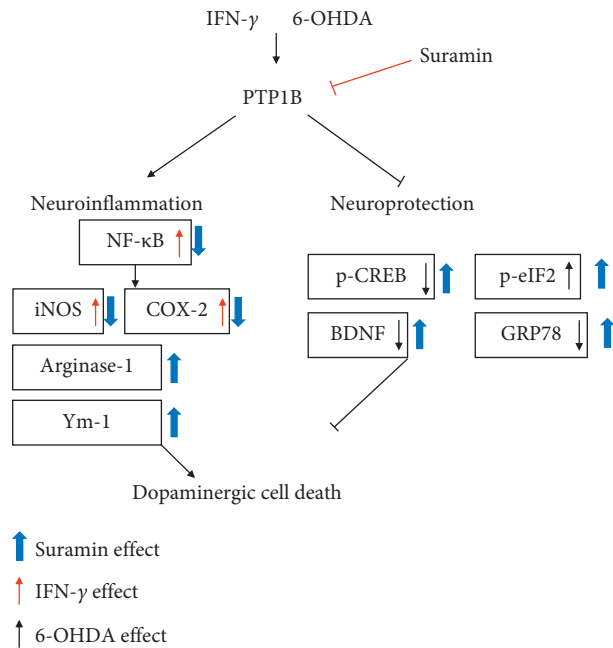 IFN-γ 6-OHDA
Suramin
PTP1B
Neuroinflammation
Neuroprotection
NF-κB
p-CREB
p-eIF2
iNOS
COX-2
BDNF
GRP78
Arginase-1
Ym-1
Dopaminergic cell death
Suramin effect
IFN-γ effect
6-OHDA effect